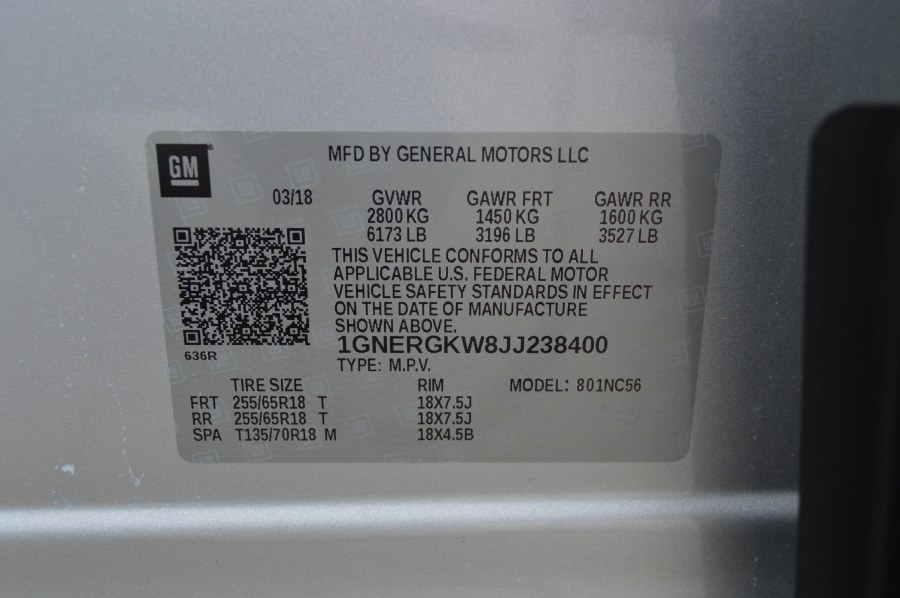 GM
MFD BY GENERAL MOTORS LLC
03/18 GVWR GAWR FRT GAWR RR
2800 KG 1450 KG 1600 KG
6173 LB 3196 LB 3527 LB
THIS VEHICLE CONFORMS TO ALL
APPLICABLE U.S. FEDERAL MOTOR
VEHICLE SAFETY STANDARDS IN EFFECT
ON THE DATE OF MANUFACTURE
SHOWN ABOVE.
1GNERGKW8JJ238400
636R
TYPE: M.P.V.
TIRE SIZE RIM MODEL: 801NC56
FRT 255/65R18 T 18X7.5J
RR 255/65R18 T 18X7.5J
SPA T135/70R18 M 18X4.5B